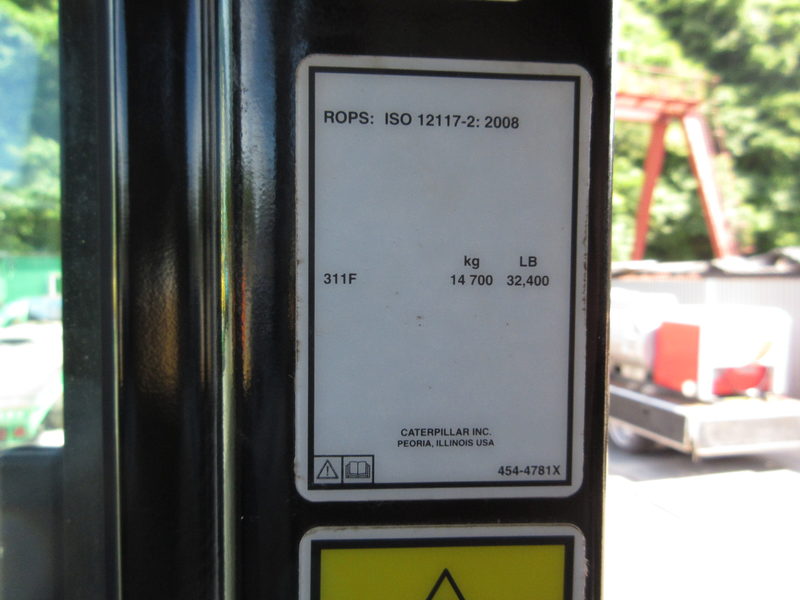 ROPS: ISO 12117-2: 2008
kg LB
311F 14 700 32,400
CATERPILLAR INC.
PEORIA, ILLINOIS USA
454-4781X